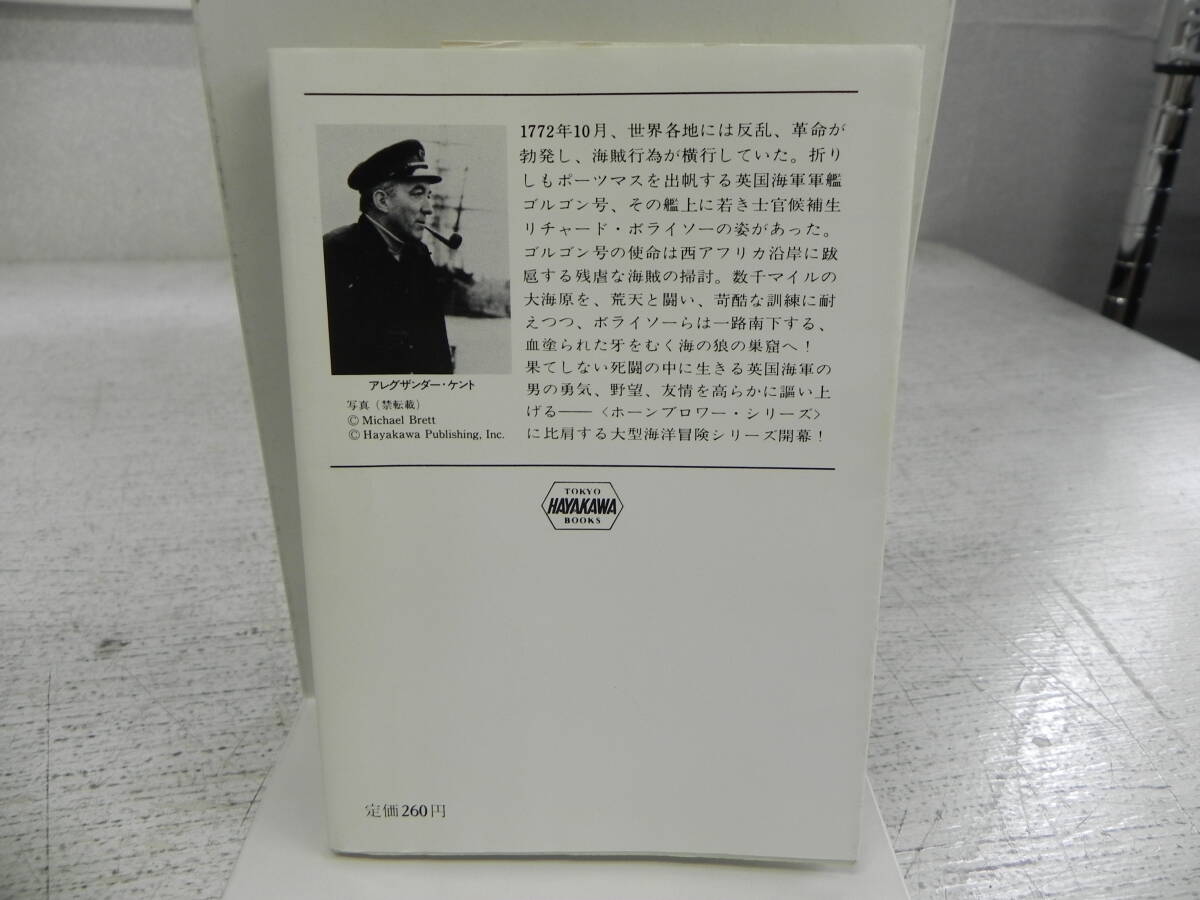 1772年10月、世界各地には反乱、革命が
勃発し、海賊行為が横行していた。折り
しもポーツマスを出帆する英国海軍軍艦
ゴルゴン号、その艦上に若き士官候補生
リチャード・ボライソーの姿があった。
ゴルゴン号の使命は西アフリカ沿岸に跋
扈する残虐な海賊の掃討。数千マイルの
大海原を、荒天と闘い、苛酷な訓練に耐
えつつ、ボライソーらは一路南下する、
血塗られた牙をむく海の狼の巣窟へ！
果てしない死闘の中に生きる英国海軍の
男の勇気、野望、友情を高らかに謳い上
げる──〈ホーンブロワー・シリーズ〉
に比肩する大型海洋冒険シリーズ開幕！
アレグザンダー・ケント
写真（禁転載）
© Michael Brett
© Hayakawa Publishing, Inc.
TOKYO
HAYAKAWA
BOOKS
定価260円